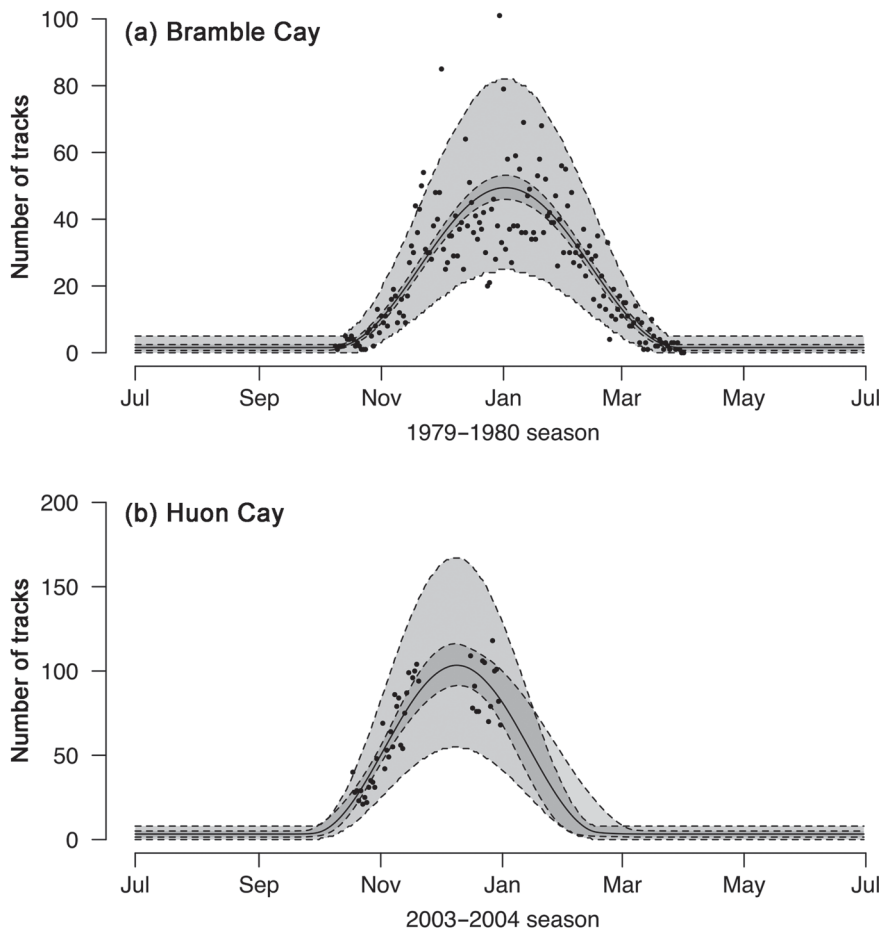 (a) Bramble Cay
100
80
60
40
20
0
Number of tracks
Jul Sep Nov Jan Mar May Jul
1979–1980 season
(b) Huon Cay
200
150
100
50
0
Number of tracks
Jul Sep Nov Jan Mar May Jul
2003–2004 season